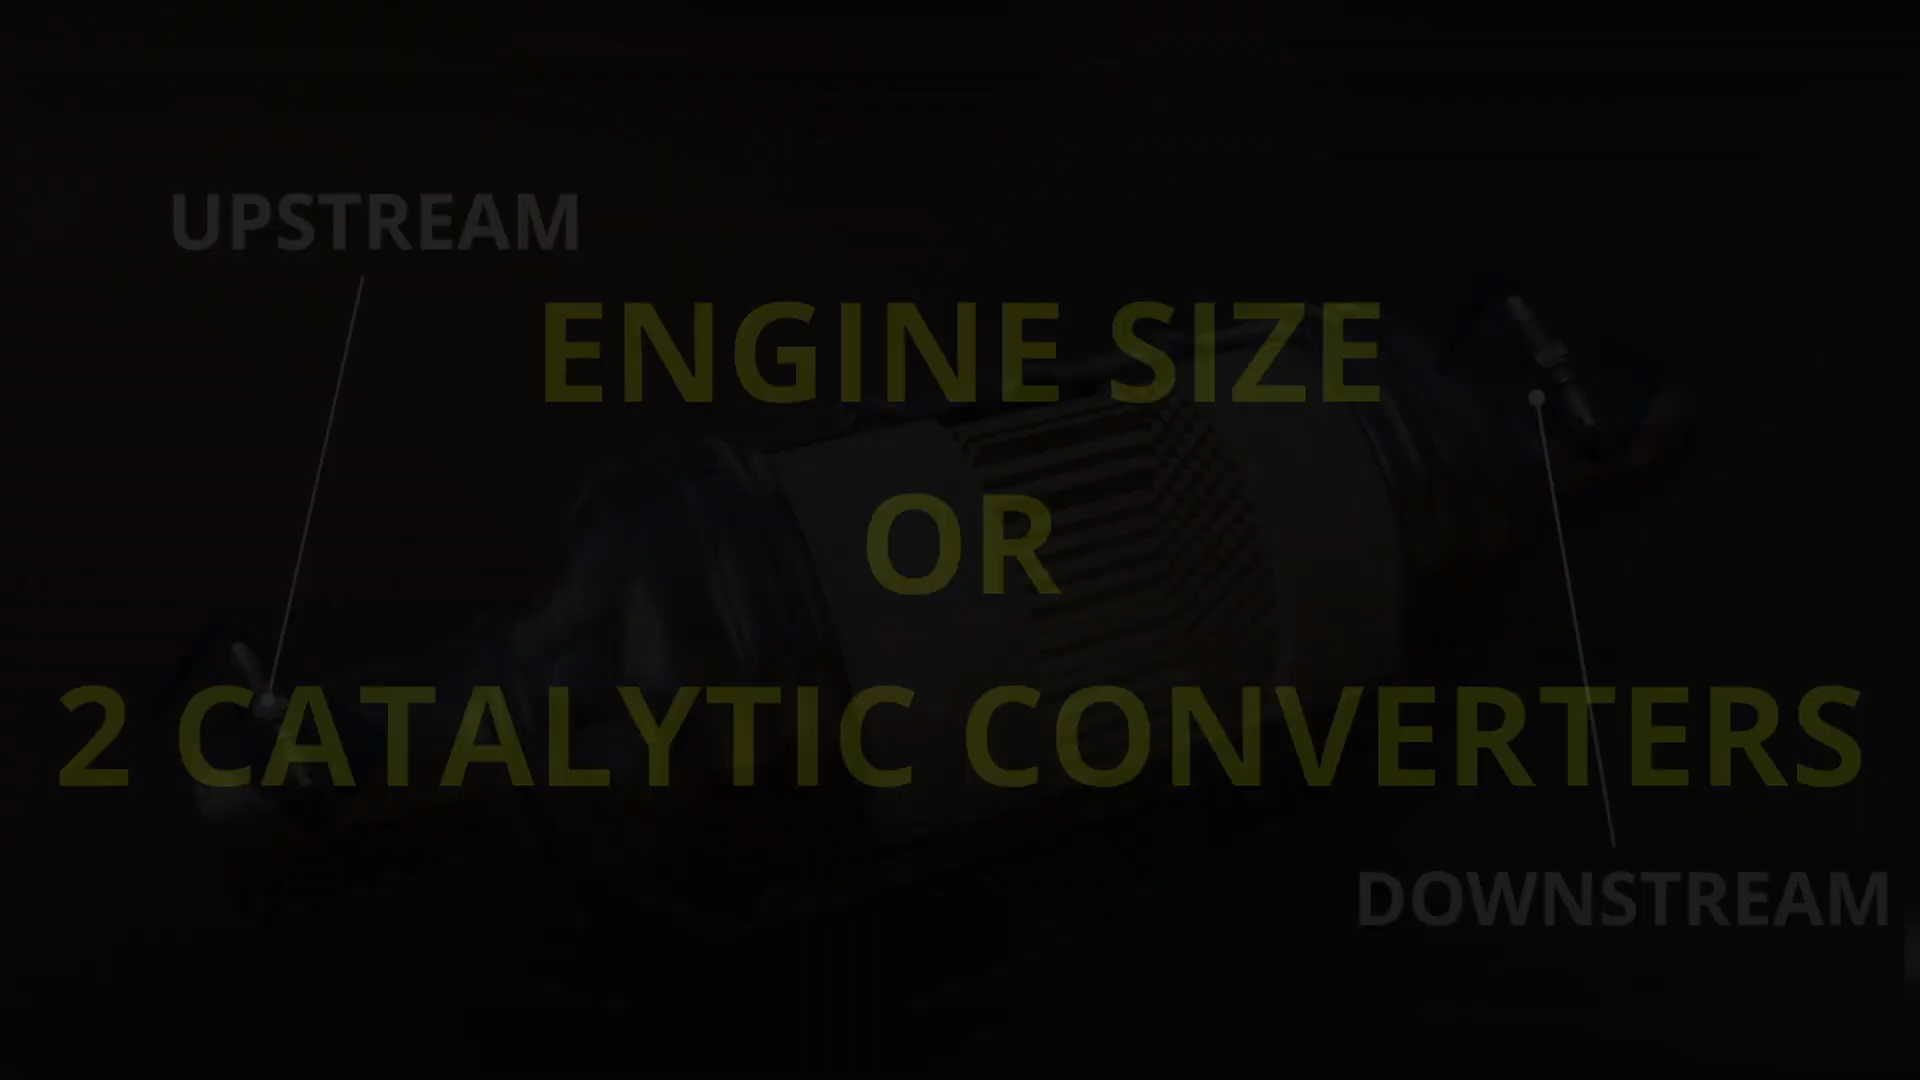 UPSTREAM
ENGINE SIZE
OR
2 CATALYTIC CONVERTERS
DOWNSTREAM